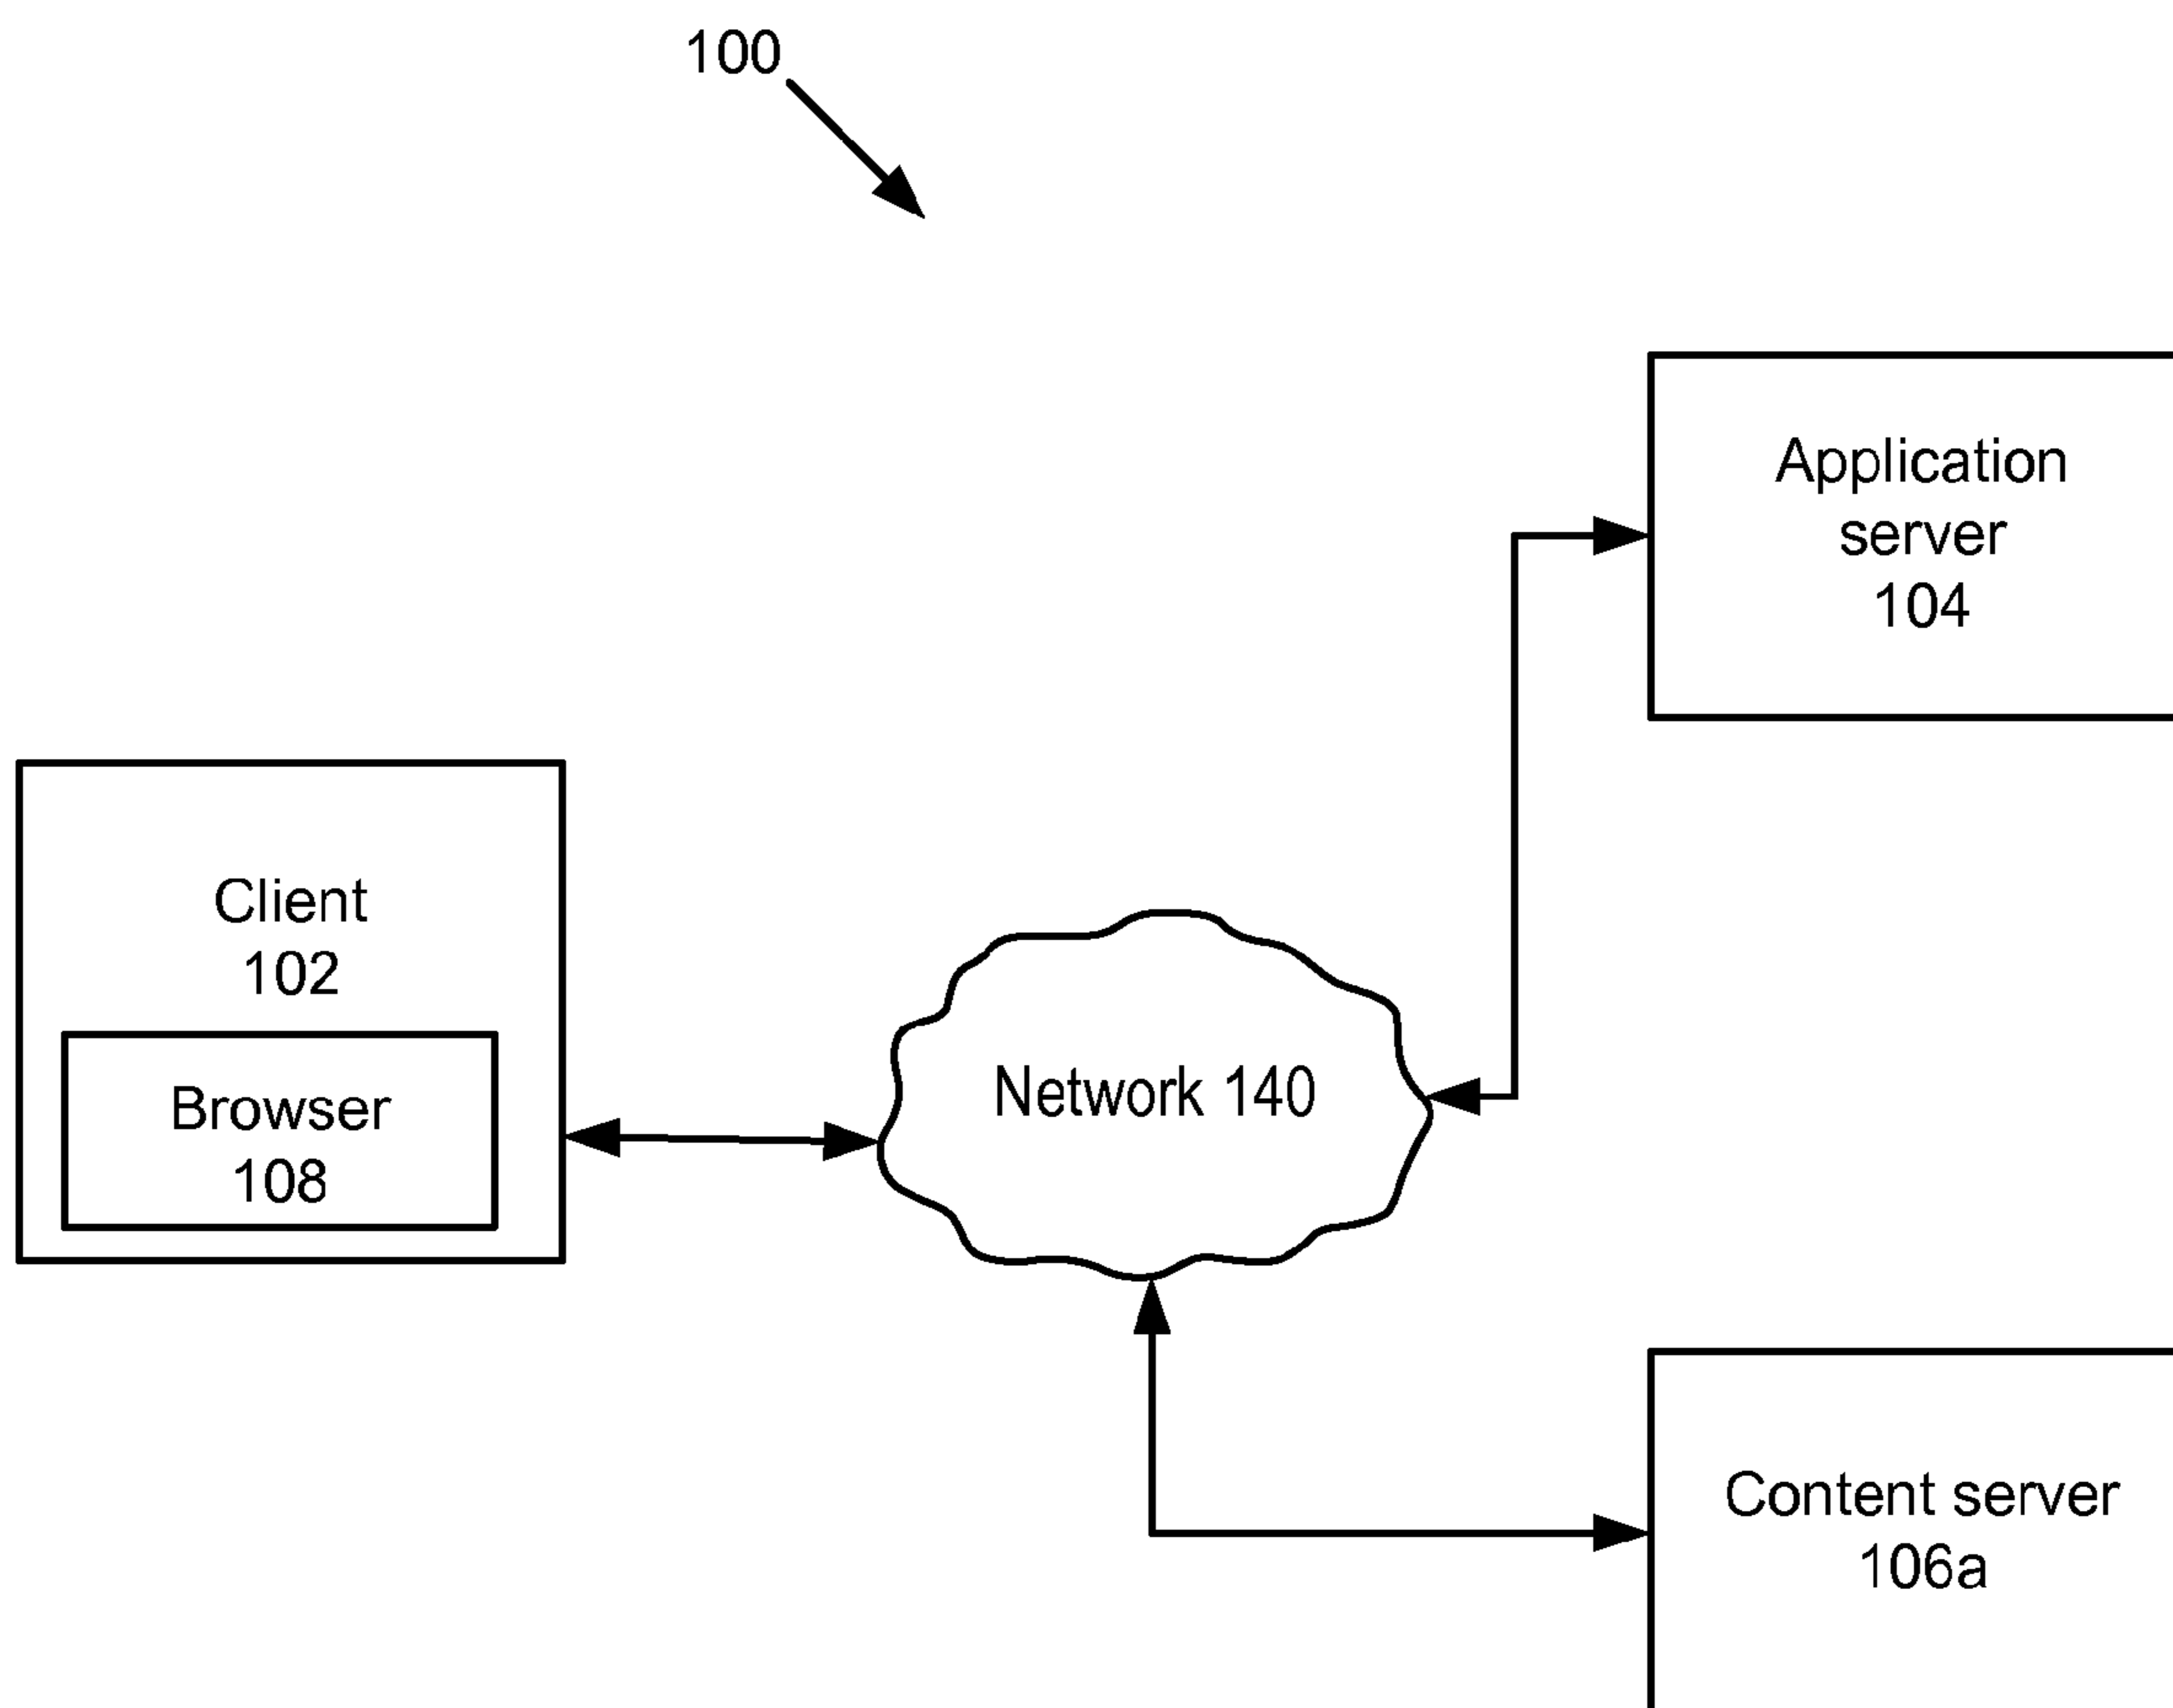 100
Application
server
104
Client
102
Browser
108
Network 140
Content server
106a